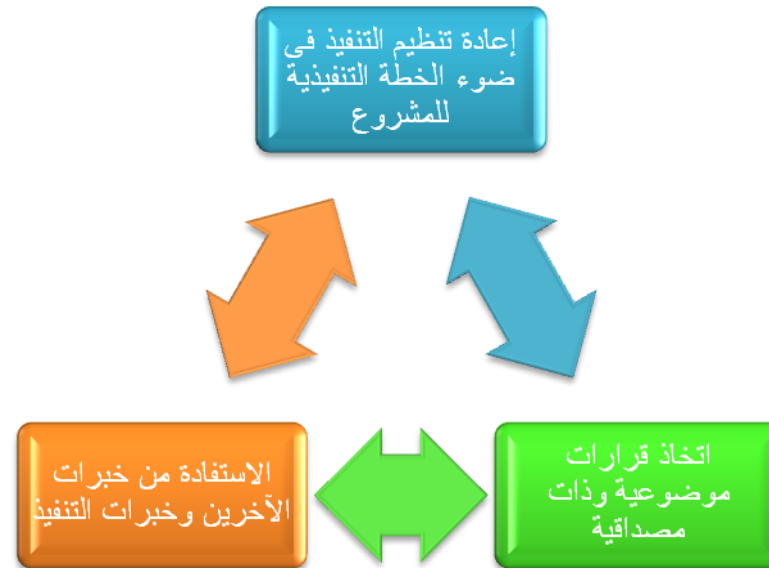 إعادة تنظيم التنفيذ فى
ضوء الخطة التنفيذية
للمشروع
اتخاذ قرارات
موضوعية وذات
مصداقية
الاستفادة من خبرات
الآخرين وخبرات التنفيذ